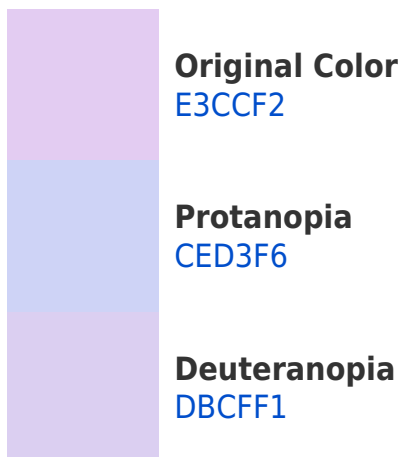 Original Color
E3CCF2
Protanopia
CED3F6
Deuteranopia
DBCFF1